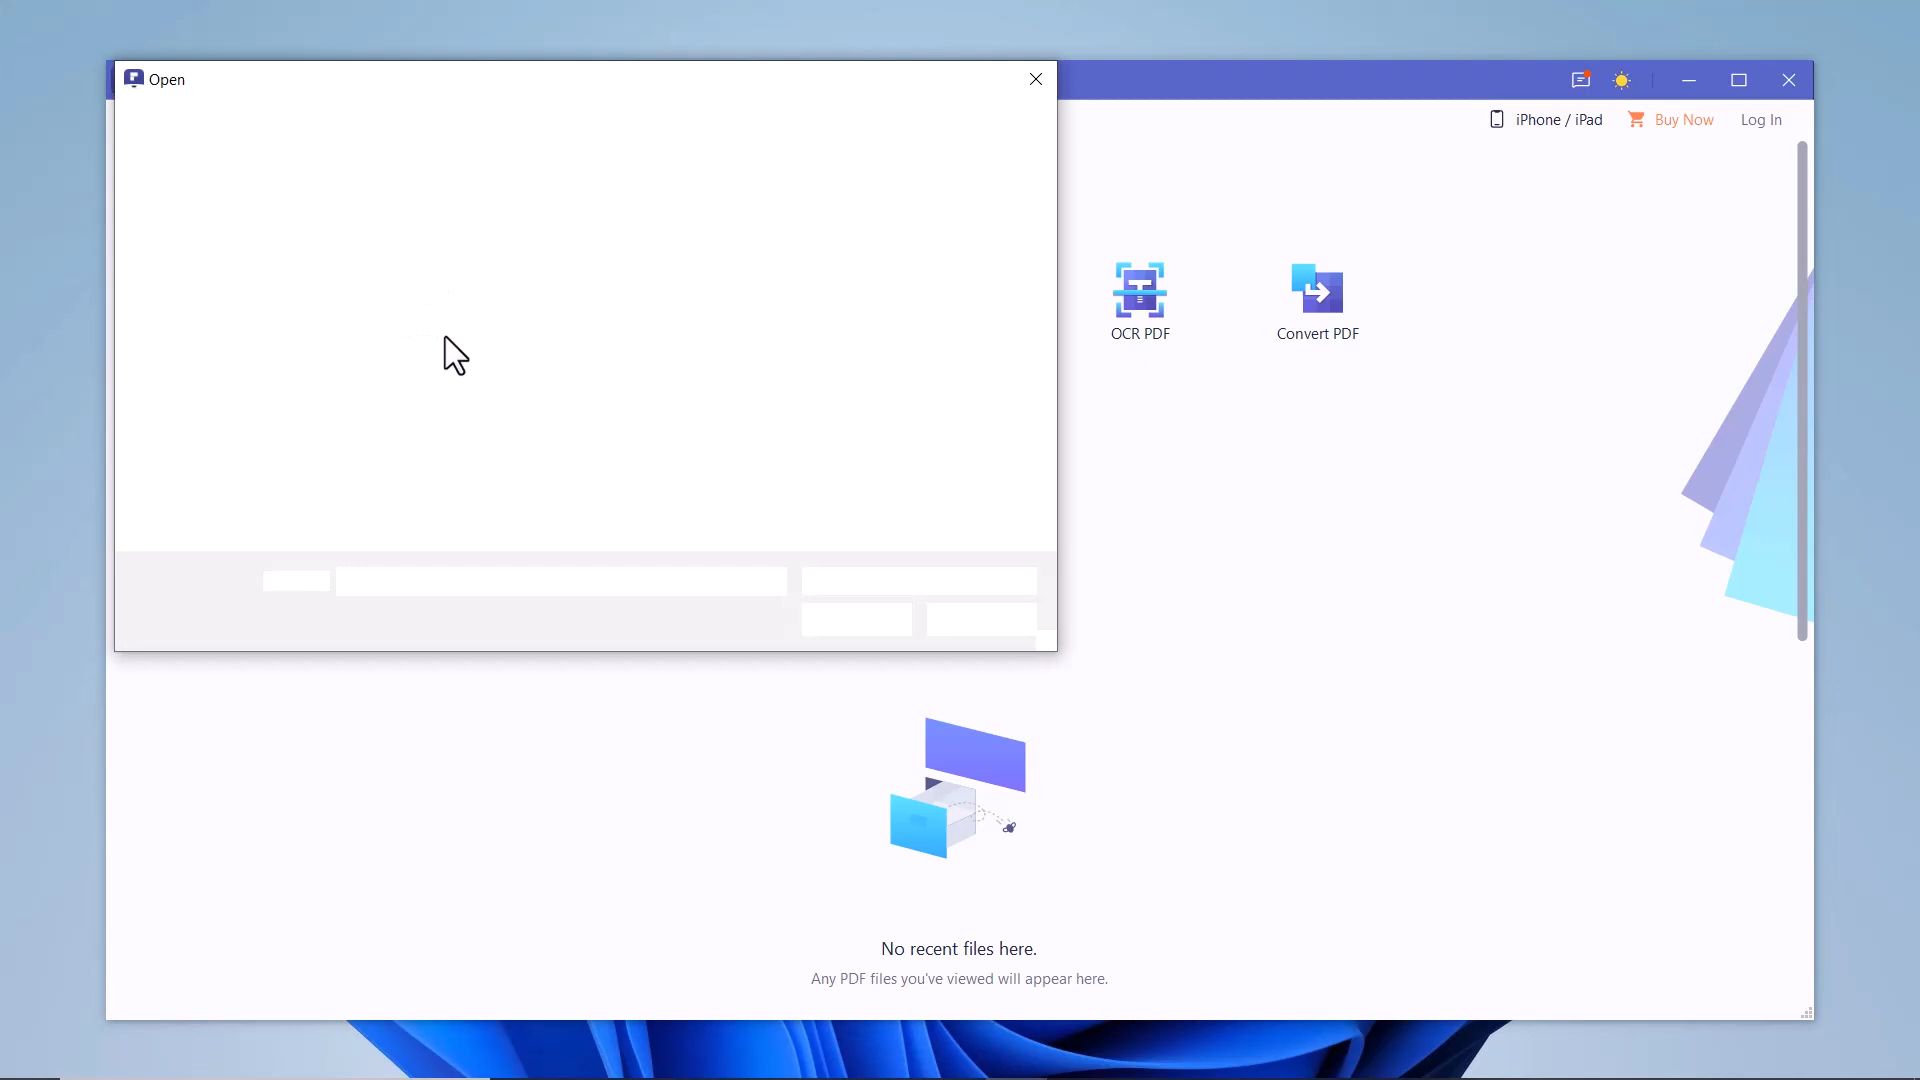 Open
iPhone / iPad
Buy Now
Log In
OCR PDF
Convert PDF
No recent files here.
Any PDF files you've viewed will appear here.